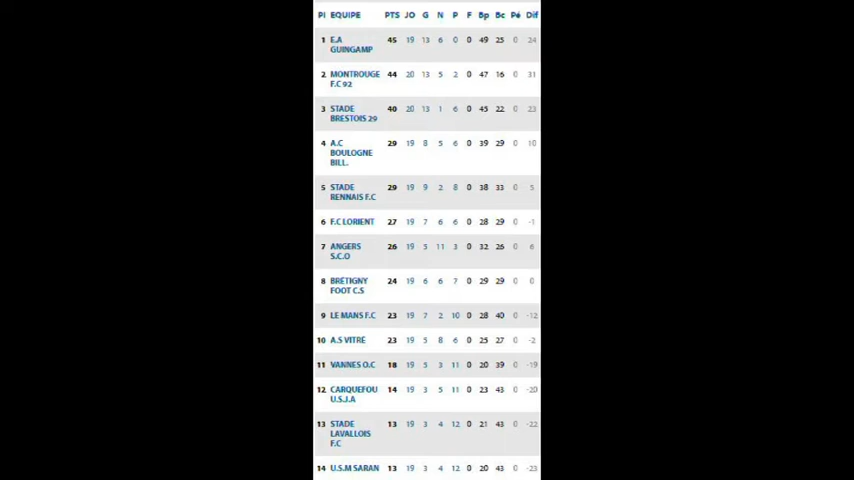 Pl EQUIPE PTS JO G N P F Bp Bc Pé Dif
1 E.A GUINGAMP 45 19 13 6 0 0 49 25 0 24
2 MONTROUGE F.C 92 44 20 13 5 2 0 47 16 0 31
3 STADE BRESTOIS 29 40 20 13 1 6 0 45 22 0 23
4 A.C BOULOGNE BILL. 29 19 8 5 6 0 39 29 0 10
5 STADE RENNAIS F.C 29 19 9 2 8 0 38 33 0 5
6 F.C LORIENT 27 19 7 6 6 0 28 29 0 -1
7 ANGERS S.C.O 26 19 5 11 3 0 32 26 0 6
8 BRÉTIGNY FOOT C.S 24 19 6 6 7 0 29 29 0 0
9 LE MANS F.C 23 19 7 2 10 0 28 40 0 -12
10 A.S VITRÉ 23 19 5 8 6 0 25 27 0 -2
11 VANNES O.C 18 19 5 3 11 0 20 39 0 -19
12 CARQUEFOU U.S.J.A 14 19 3 5 11 0 23 43 0 -20
13 STADE LAVALLOIS F.C 13 19 3 4 12 0 21 43 0 -22
14 U.S.M SARAN 13 19 3 4 12 0 20 43 0 -23